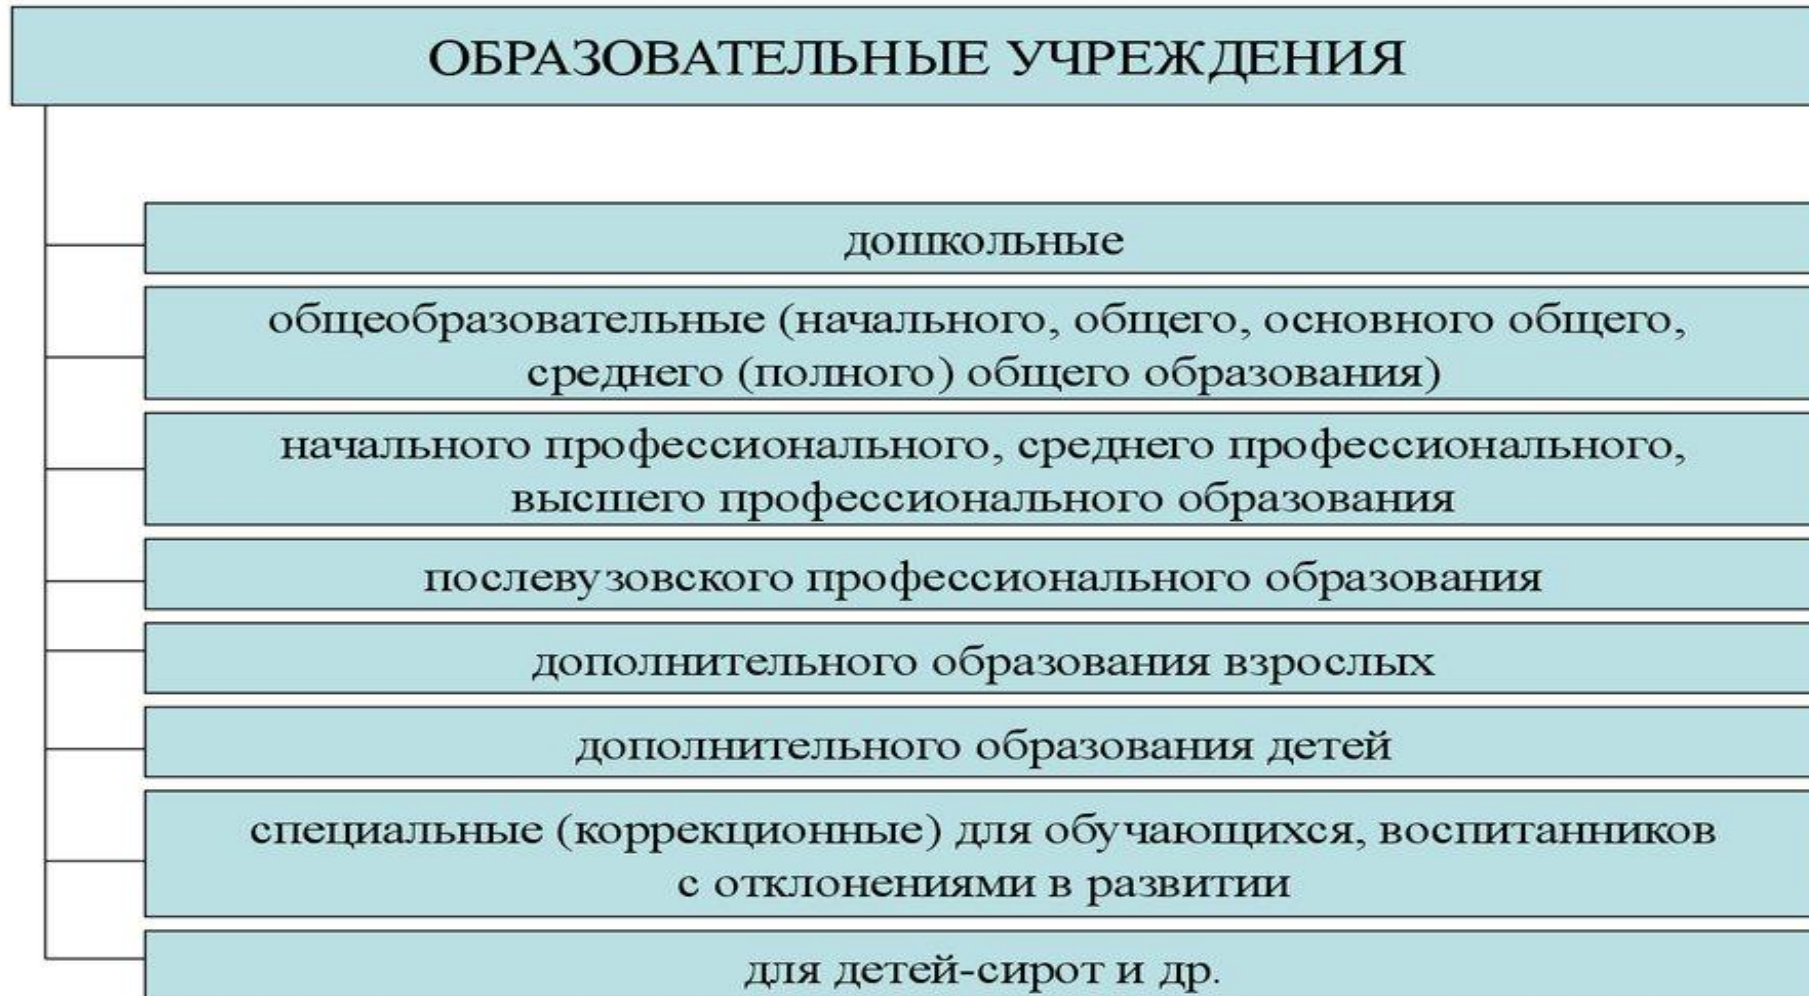 ОБРАЗОВАТЕЛЬНЫЕ УЧРЕЖДЕНИЯ
дошкольные
общеобразовательные (начального, общего, основного общего,
среднего (полного) общего образования)
начального профессионального, среднего профессионального,
высшего профессионального образования
послевузовского профессионального образования
дополнительного образования взрослых
дополнительного образования детей
специальные (коррекционные) для обучающихся, воспитанников
с отклонениями в развитии
для детей-сирот и др.